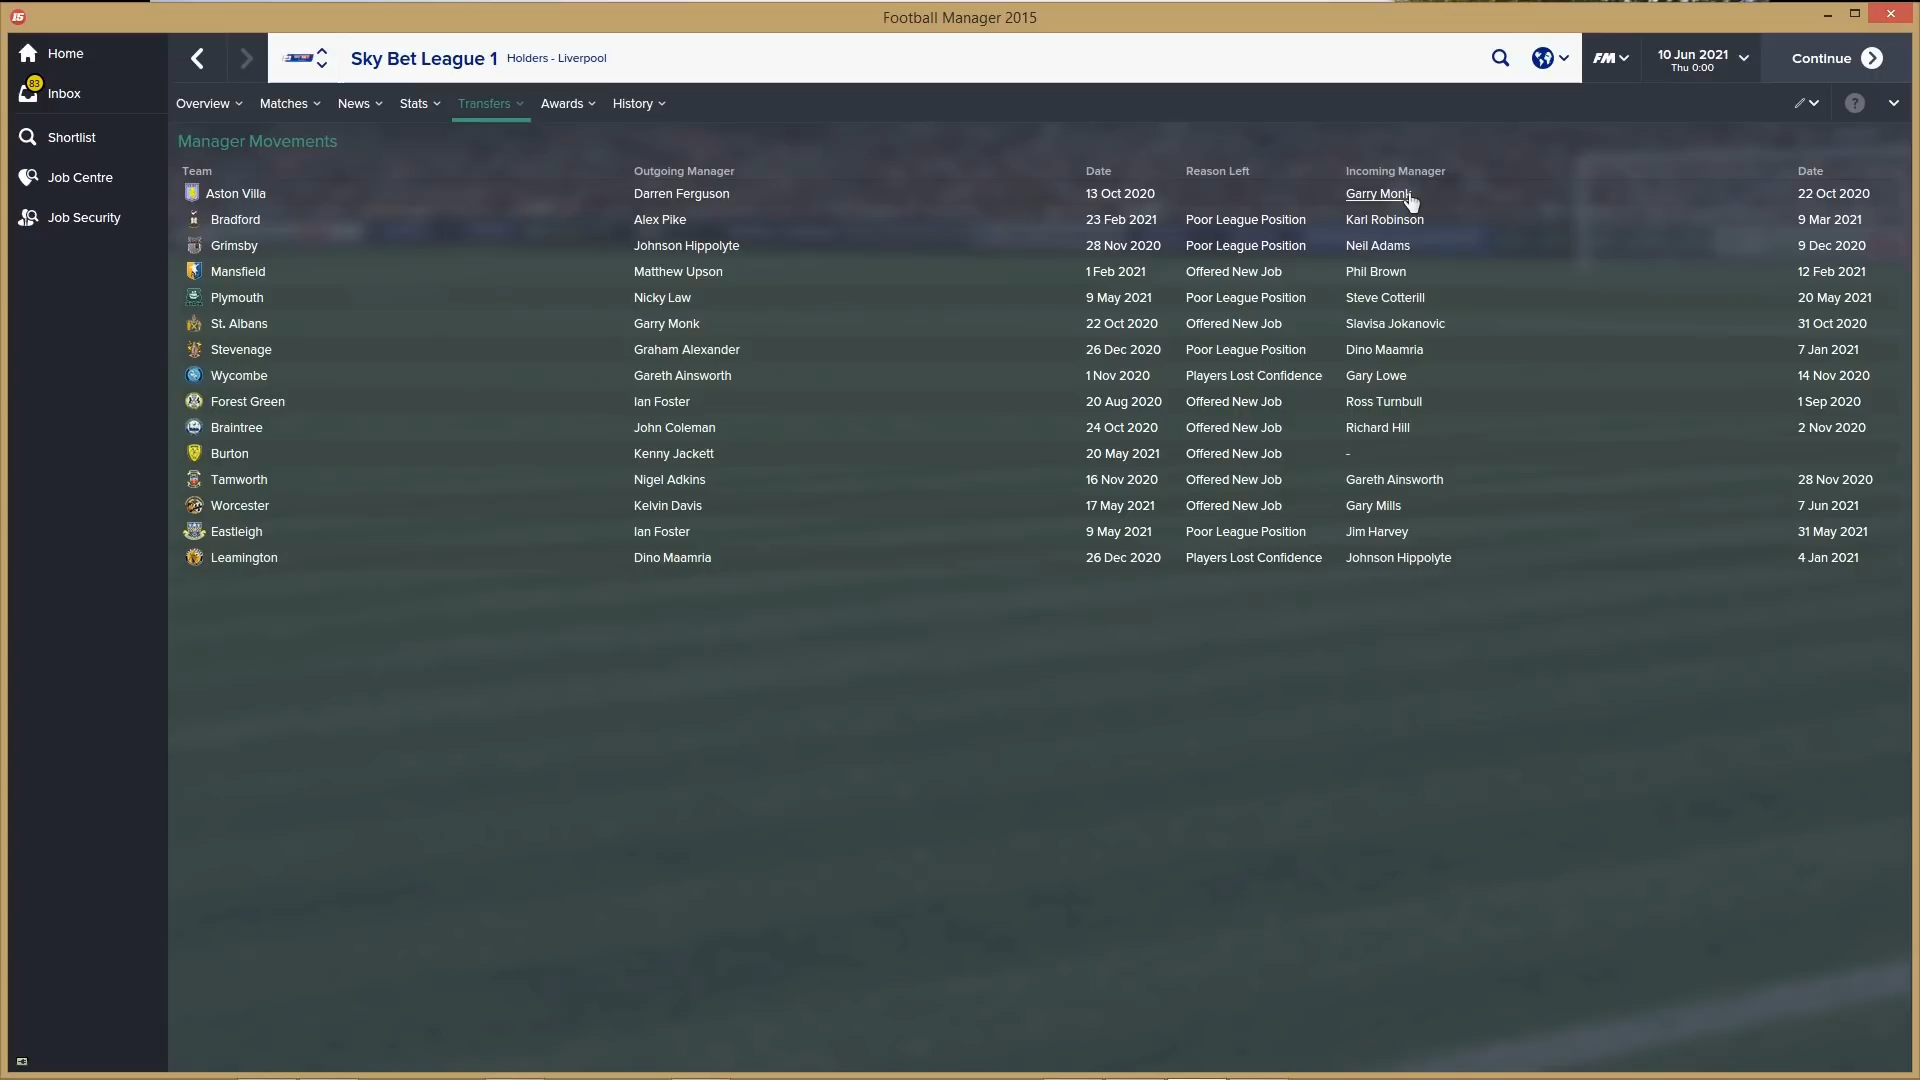 Football Manager 2015
Home
83
Inbox
Shortlist
Job Centre
Job Security
Sky Bet League 1 Holders - Liverpool
FM
10 Jun 2021
Thu 0:00
Continue
Overview Matches News Stats Transfers Awards History
?
Manager Movements
Team Outgoing Manager Date Reason Left Incoming Manager Date
Aston Villa Darren Ferguson 13 Oct 2020 Garry Monk 22 Oct 2020
Bradford Alex Pike 23 Feb 2021 Poor League Position Karl Robinson 9 Mar 2021
Grimsby Johnson Hippolyte 28 Nov 2020 Poor League Position Neil Adams 9 Dec 2020
Mansfield Matthew Upson 1 Feb 2021 Offered New Job Phil Brown 12 Feb 2021
Plymouth Nicky Law 9 May 2021 Poor League Position Steve Cotterill 20 May 2021
St. Albans Garry Monk 22 Oct 2020 Offered New Job Slavisa Jokanovic 31 Oct 2020
Stevenage Graham Alexander 26 Dec 2020 Poor League Position Dino Maamria 7 Jan 2021
Wycombe Gareth Ainsworth 1 Nov 2020 Players Lost Confidence Gary Lowe 14 Nov 2020
Forest Green Ian Foster 20 Aug 2020 Offered New Job Ross Turnbull 1 Sep 2020
Braintree John Coleman 24 Oct 2020 Offered New Job Richard Hill 2 Nov 2020
Burton Kenny Jackett 20 May 2021 Offered New Job -
Tamworth Nigel Adkins 16 Nov 2020 Offered New Job Gareth Ainsworth 28 Nov 2020
Worcester Kelvin Davis 17 May 2021 Offered New Job Gary Mills 7 Jun 2021
Eastleigh Ian Foster 9 May 2021 Poor League Position Jim Harvey 31 May 2021
Leamington Dino Maamria 26 Dec 2020 Players Lost Confidence Johnson Hippolyte 4 Jan 2021